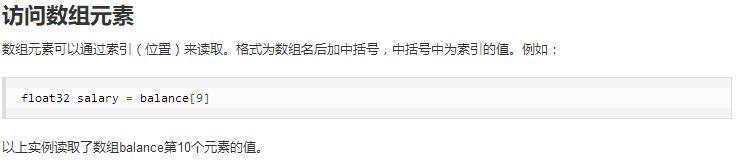 访问数组元素
数组元素可以通过索引（位置）来读取。格式为数组名后加中括号，中括号中为索引的值。例如：
float32 salary = balance[9]
以上实例读取了数组balance第10个元素的值。